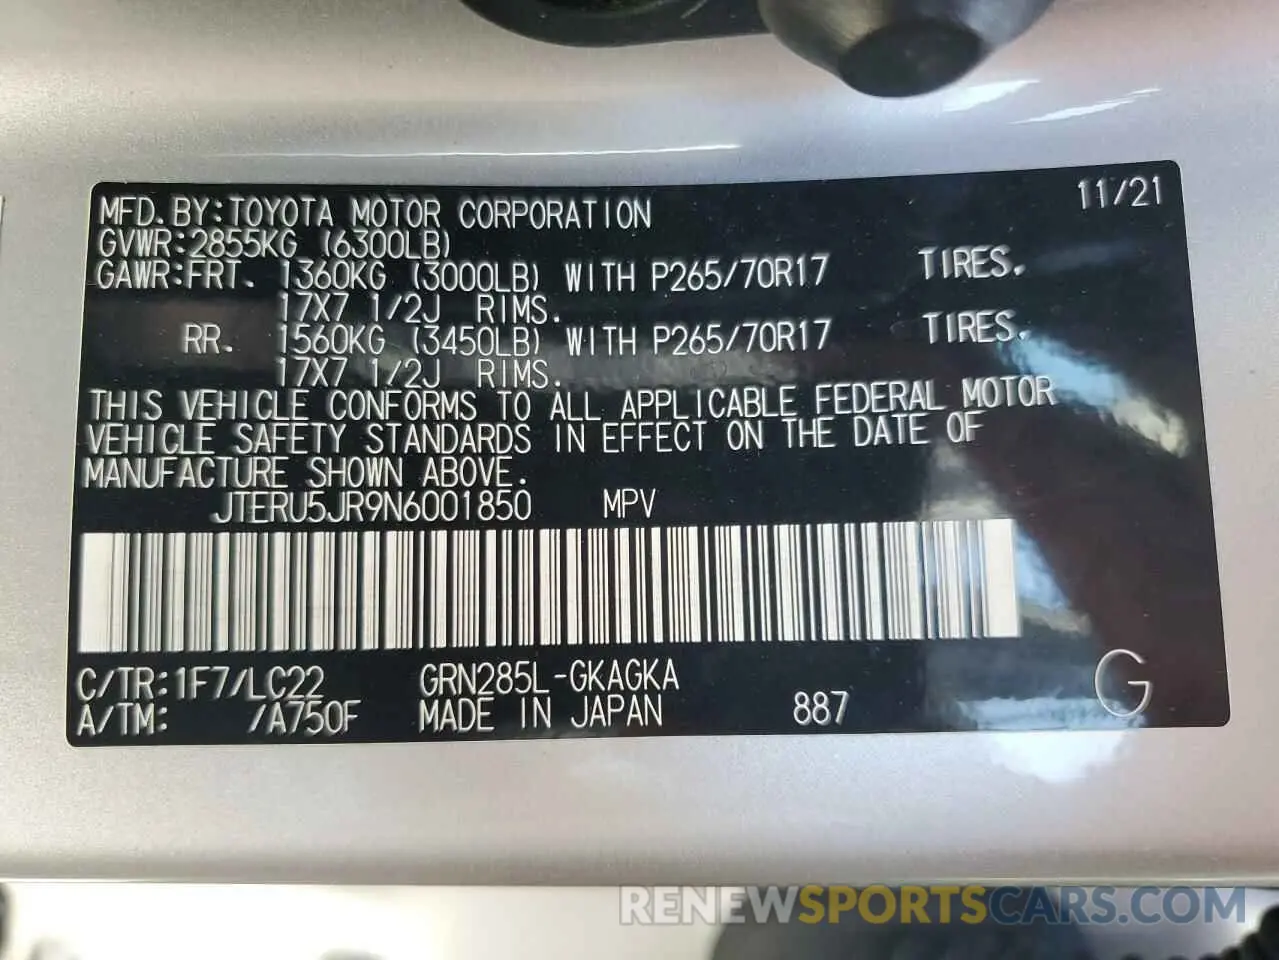 MFD. BY: TOYOTA MOTOR CORPORATION 11/21
GVWR: 2855KG (6300LB)
GAWR: FRT. 1360KG (3000LB) WITH P265/70R17 TIRES.
17X7 1/2J RIMS.
RR. 1560KG (3450LB) WITH P265/70R17 TIRES.
17X7 1/2J RIMS.
THIS VEHICLE CONFORMS TO ALL APPLICABLE FEDERAL MOTOR
VEHICLE SAFETY STANDARDS IN EFFECT ON THE DATE OF
MANUFACTURE SHOWN ABOVE.
JTERU5JR9N6001850 MPV
C/TR: 1F7/LC22 GRN285L-GKAGKA
A/TM: /A750F MADE IN JAPAN 887 G
RENEWSPORTSCARS.COM